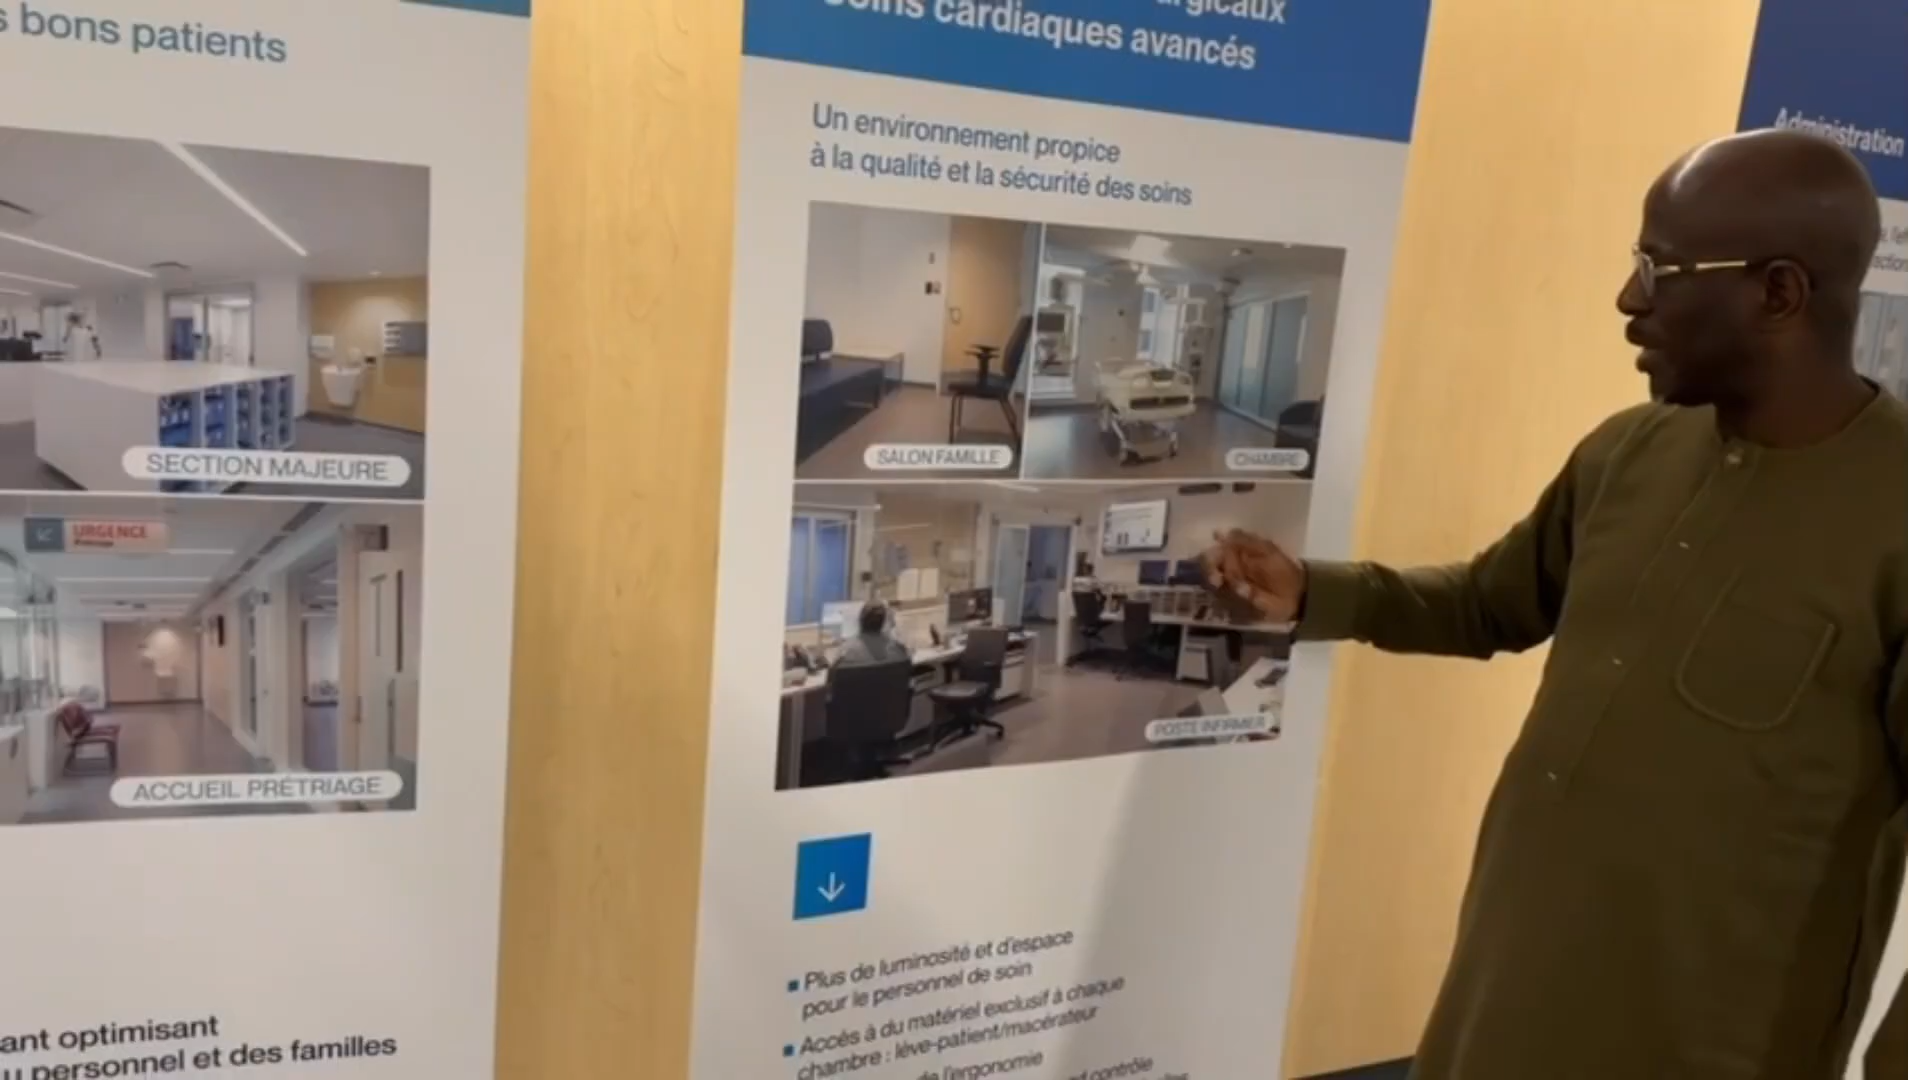 s bons patients
SECTION MAJEURE
URGENCE
ACCUEIL PRÉTRIAGE
ant optimisant
u personnel et des familles
rgicaux
soins cardiaques avancés
Un environnement propice
à la qualité et la sécurité des soins
SALON FAMILLE
CHAMBRE
POSTE INFIRMIER
Plus de luminosité et d'espace
pour le personnel de soin
Accès à du matériel exclusif à chaque
chambre : lève-patient/macérateur
de l'ergonomie
contrôle
Administration